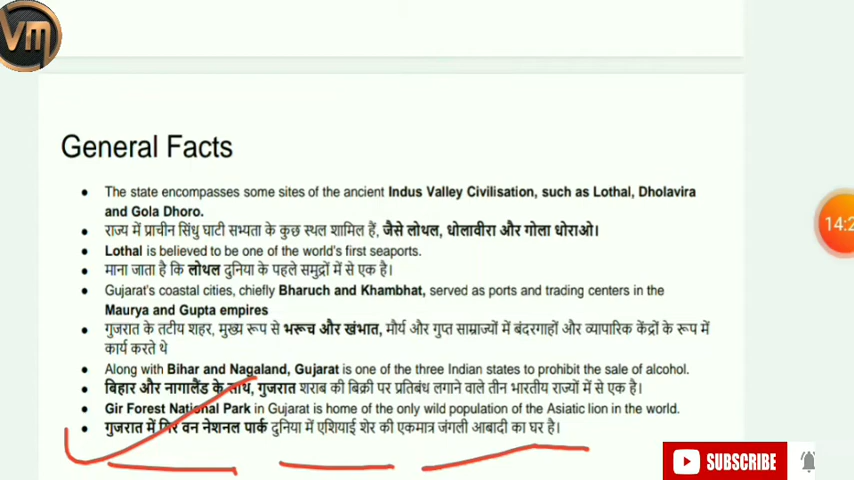 VM
General Facts
The state encompasses some sites of the ancient Indus Valley Civilisation, such as Lothal, Dholavira
and Gola Dhoro.
राज्य में प्राचीन सिंधु घाटी सभ्यता के कुछ स्थल शामिल हैं, जैसे लोथल, धोलावीरा और गोला धोराओ।
Lothal is believed to be one of the world's first seaports.
माना जाता है कि लोथल दुनिया के पहले समुद्रों में से एक है।
Gujarat's coastal cities, chiefly Bharuch and Khambhat, served as ports and trading centers in the
Maurya and Gupta empires
गुजरात के तटीय शहर, मुख्य रूप से भरूच और खंभात, मौर्य और गुप्त साम्राज्यों में बंदरगाहों और व्यापारिक केंद्रों के रूप में
कार्य करते थे
Along with Bihar and Nagaland, Gujarat is one of the three Indian states to prohibit the sale of alcohol.
बिहार और नागालैंड के साथ, गुजरात शराब की बिक्री पर प्रतिबंध लगाने वाले तीन भारतीय राज्यों में से एक है।
Gir Forest National Park in Gujarat is home of the only wild population of the Asiatic lion in the world.
गुजरात में गिर वन नेशनल पार्क दुनिया में एशियाई शेर की एकमात्र जंगली आबादी का घर है।
14:2
SUBSCRIBE